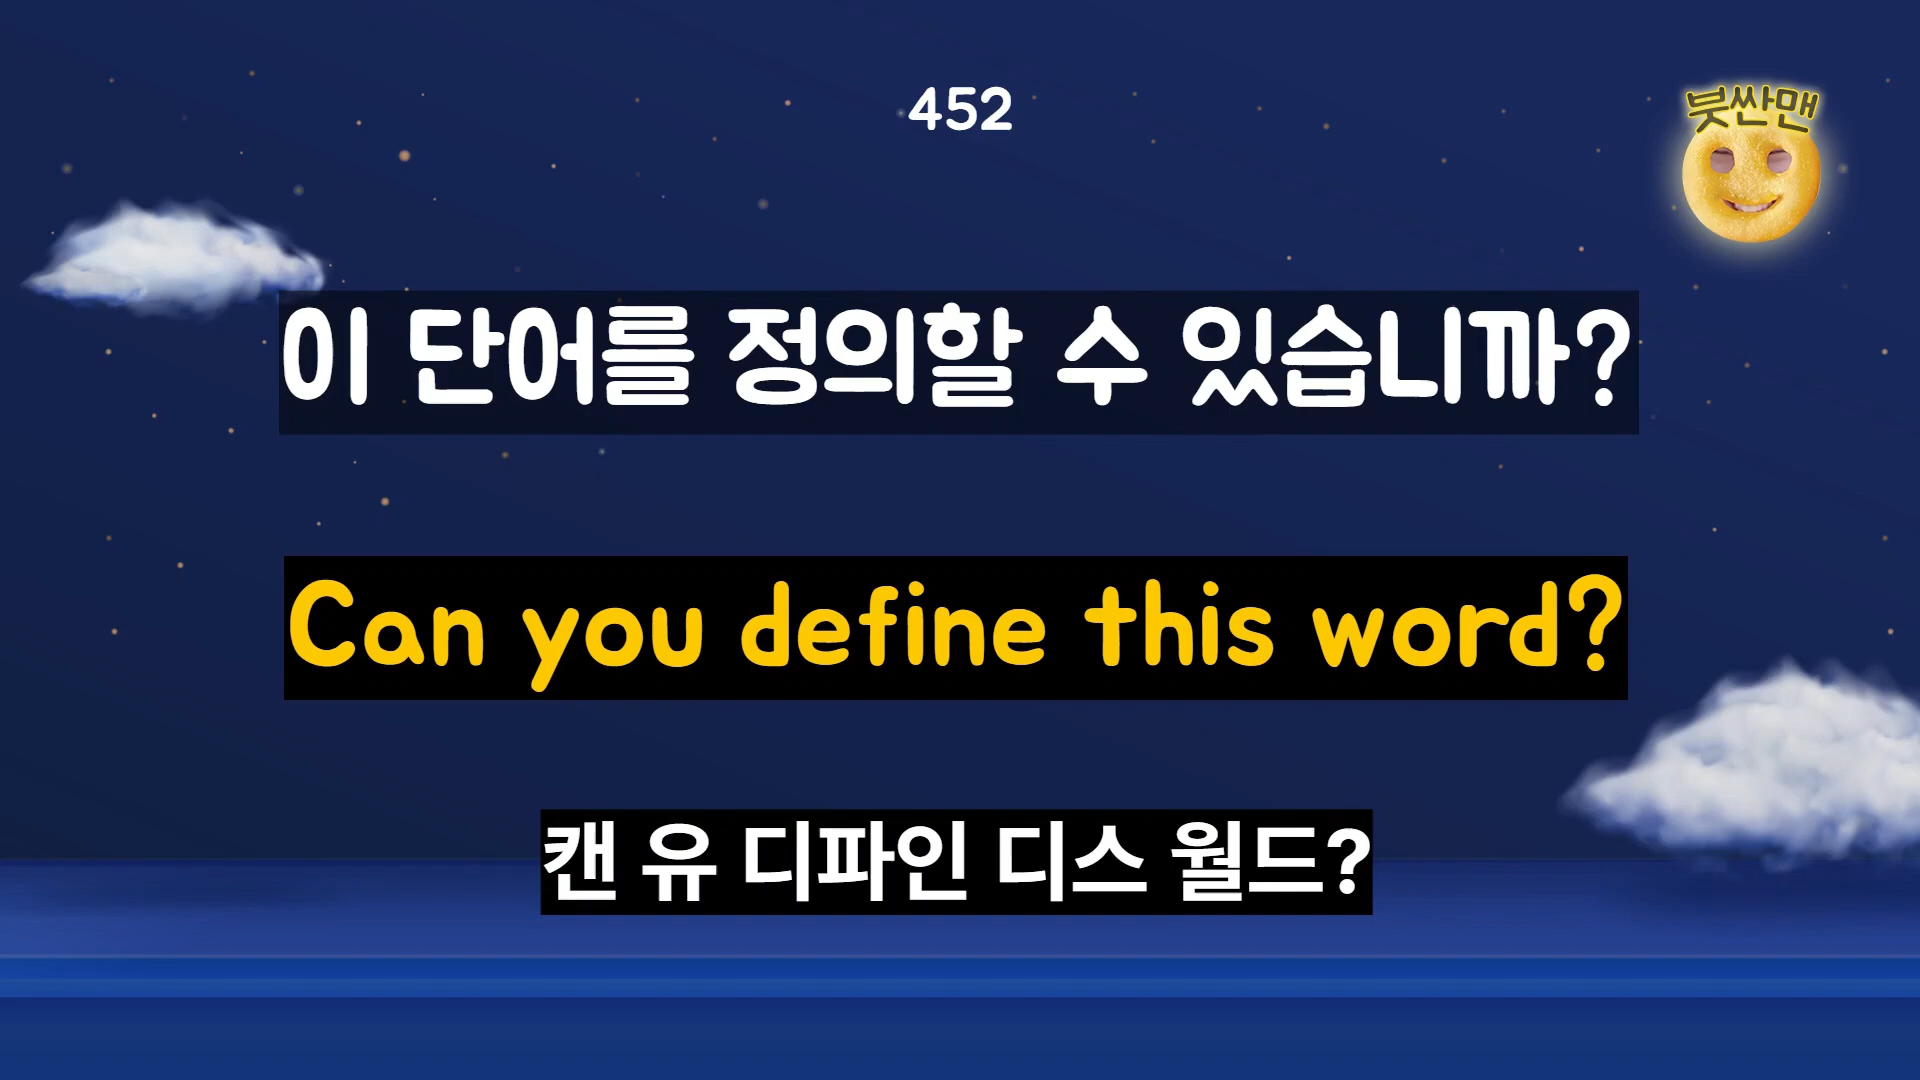 452
붓싼맨
이 단어를 정의할 수 있습니까?
Can you define this word?
캔 유 디파인 디스 월드?